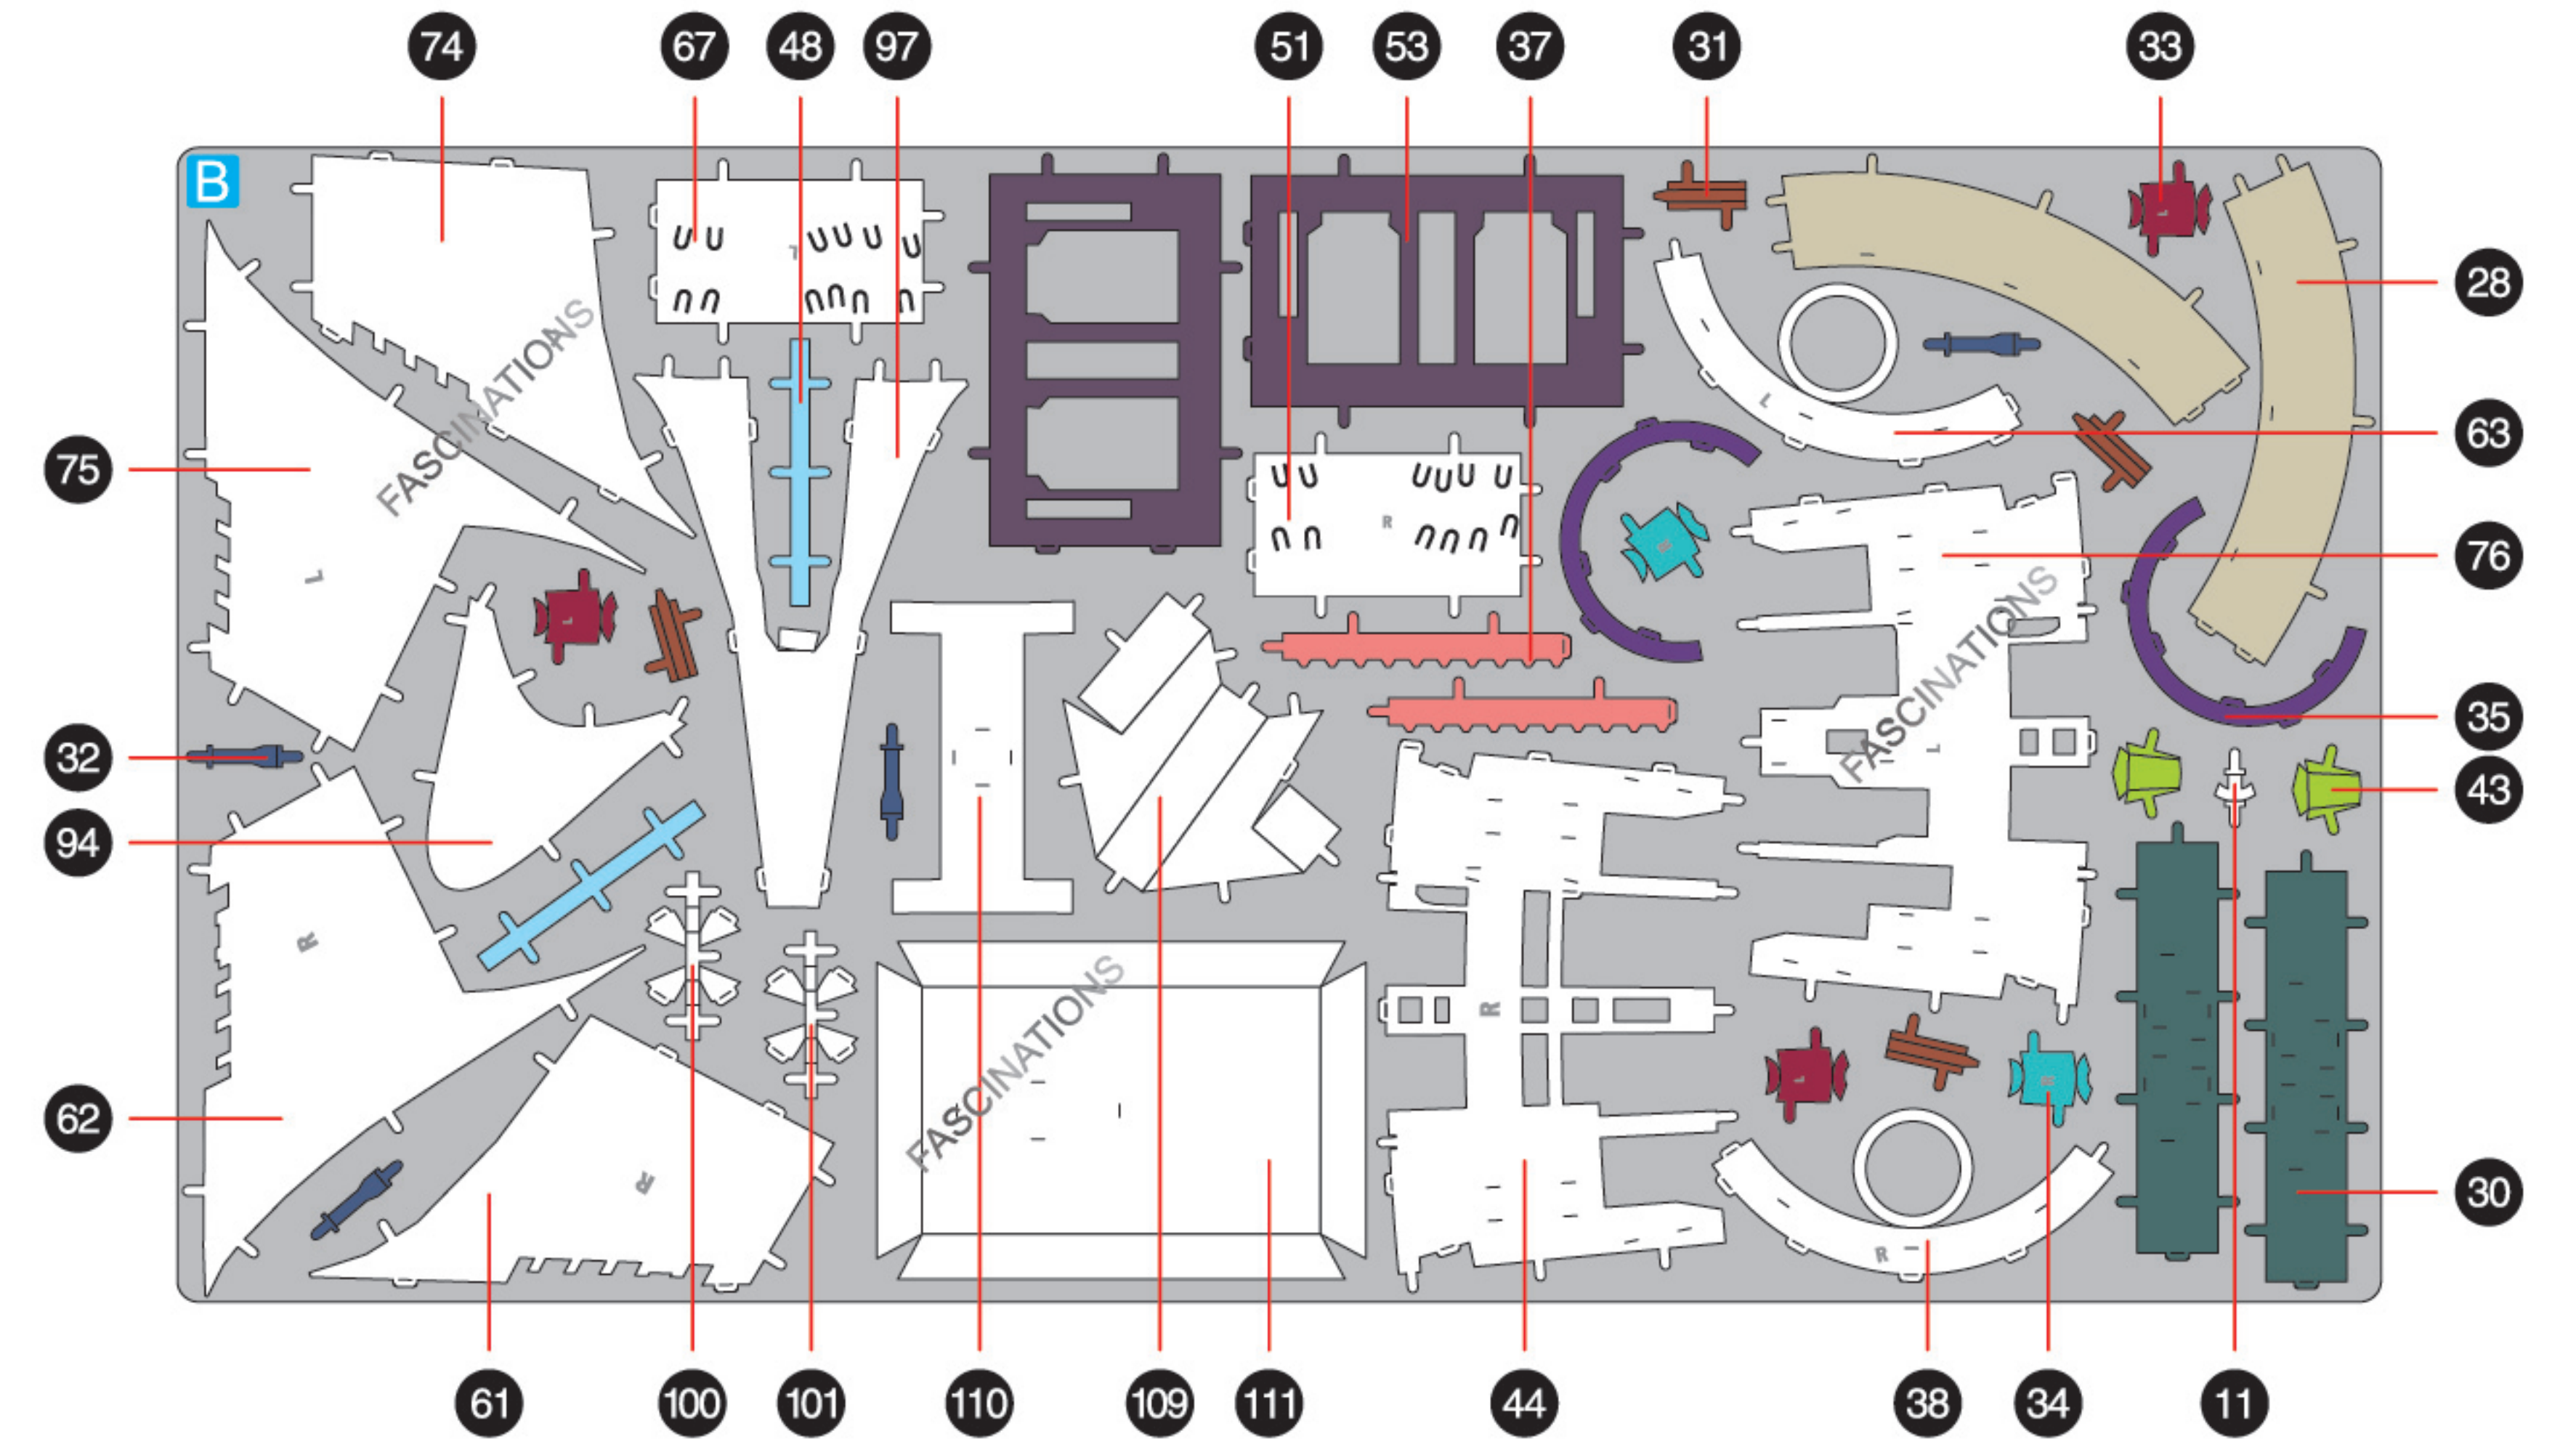 74 67 48 97 51 53 37 31 33
B
L
28
FASCINATIONS
L
63
75
R
R
76
L
L
FASCINATIONS
L
35
32
L
43
94
R
R
FASCINATIONS
62
L
R
R
30
R
61 100 101 110 109 111 44 38 34 11